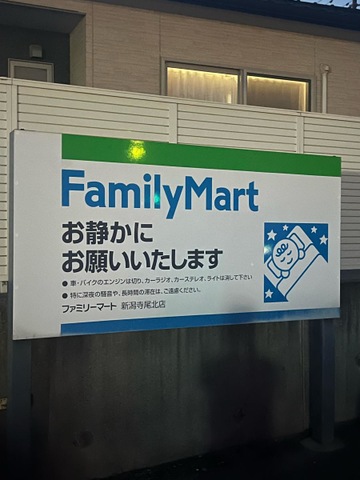 FamilyMart
お静かに
お願いいたします
● 車・バイクのエンジンは切り、カーラジオ、カーステレオ、ライトは消して下さい
● 特に深夜の騒音や、長時間の滞在は、ご遠慮ください。
ファミリーマート 新潟寺尾北店